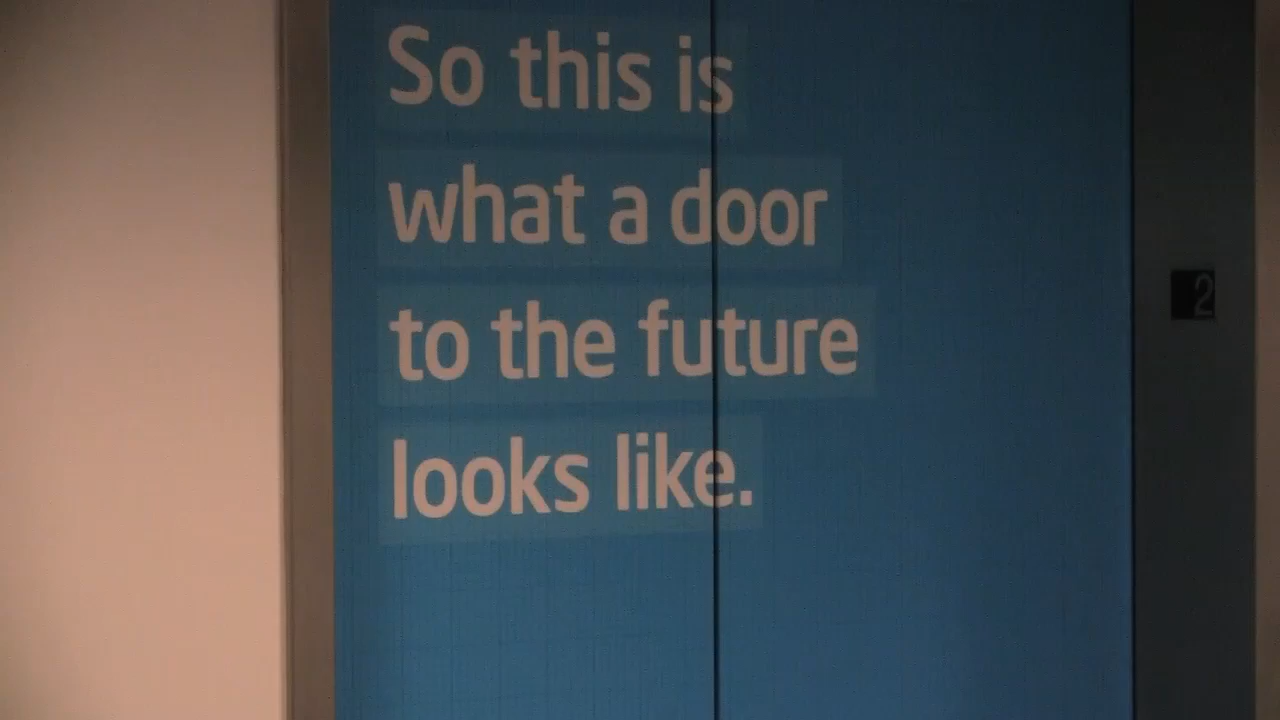 So this is
what a door
to the future
looks like.
2